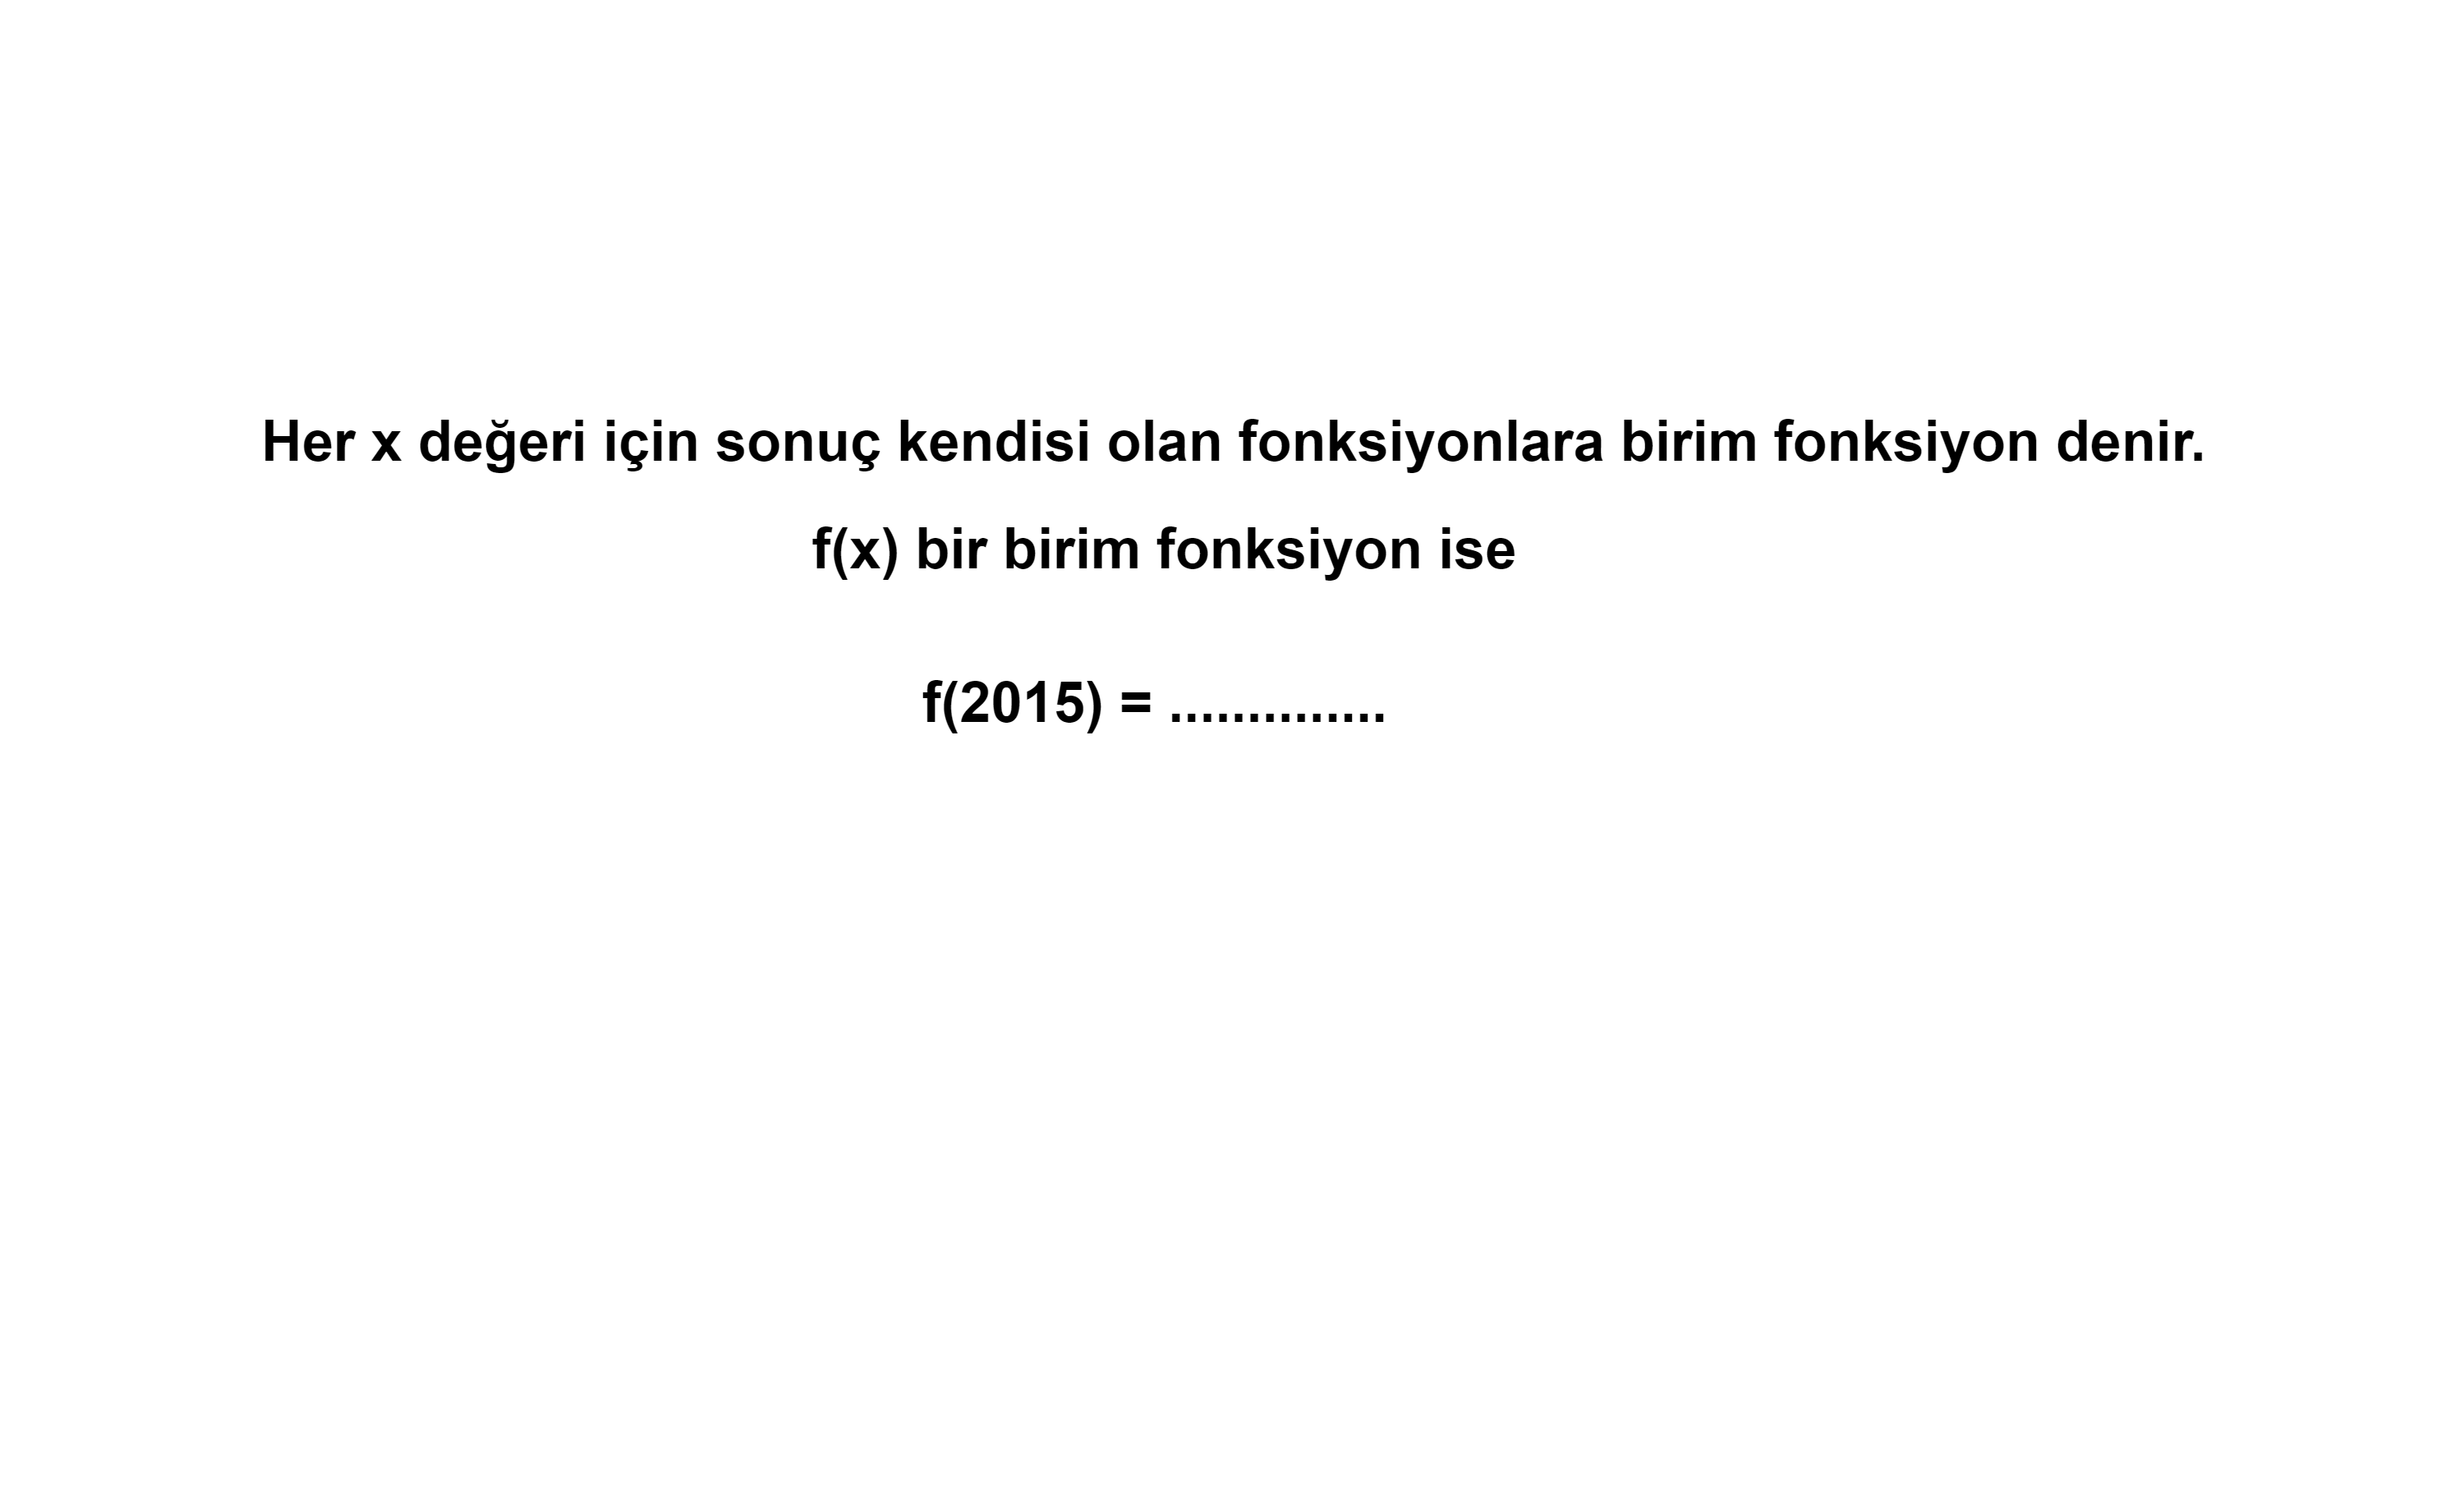 Her x değeri için sonuç kendisi olan fonksiyonlara birim fonksiyon denir.
f(x) bir birim fonksiyon ise
f(2015) = ..............